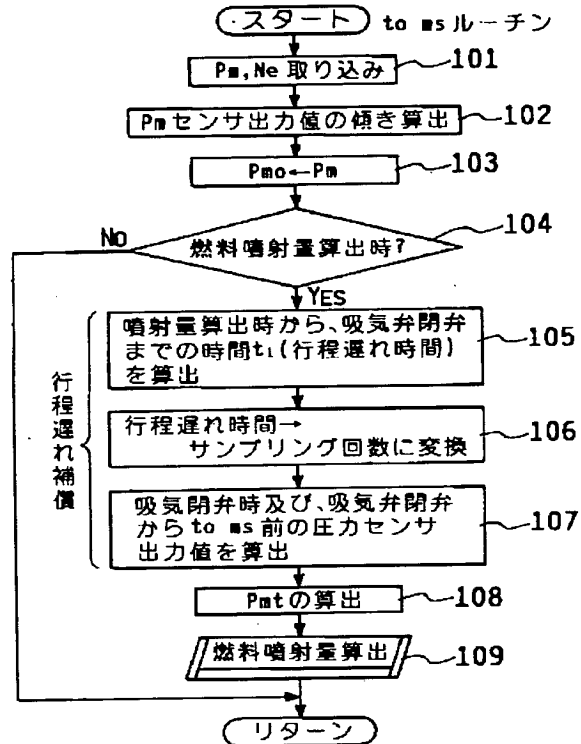 スタート
to ms ルーチン
Pm,Ne 取り込み
101
Pm センサ出力値の傾き算出
102
Pmo←Pm
103
燃料噴射量算出時?
104
No
YES
噴射量算出時から、吸気弁閉弁
までの時間t₁(行程遅れ時間)
を算出
105
行程遅れ補償
行程遅れ時間→
サンプリング回数に変換
106
吸気閉弁時及び、吸気弁閉弁
からto ms 前の圧力センサ
出力値を算出
107
Pmtの算出
108
燃料噴射量算出
109
リターン